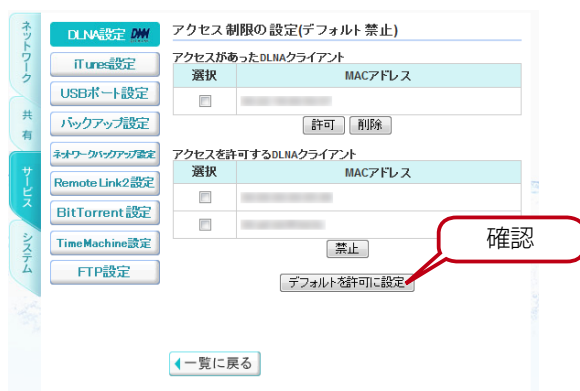 ネットワーク
共有
サービス
システム
DLNA設定
iTunes設定
USBポート設定
バックアップ設定
ネットワークバックアップ設定
RemoteLink2設定
BitTorrent設定
TimeMachine設定
FTP設定
アクセス制限の設定(デフォルト禁止)
アクセスがあったDLNAクライアント
選択 MACアドレス
許可 削除
アクセスを許可するDLNAクライアント
選択 MACアドレス
禁止
デフォルトを許可に設定
確認
一覧に戻る